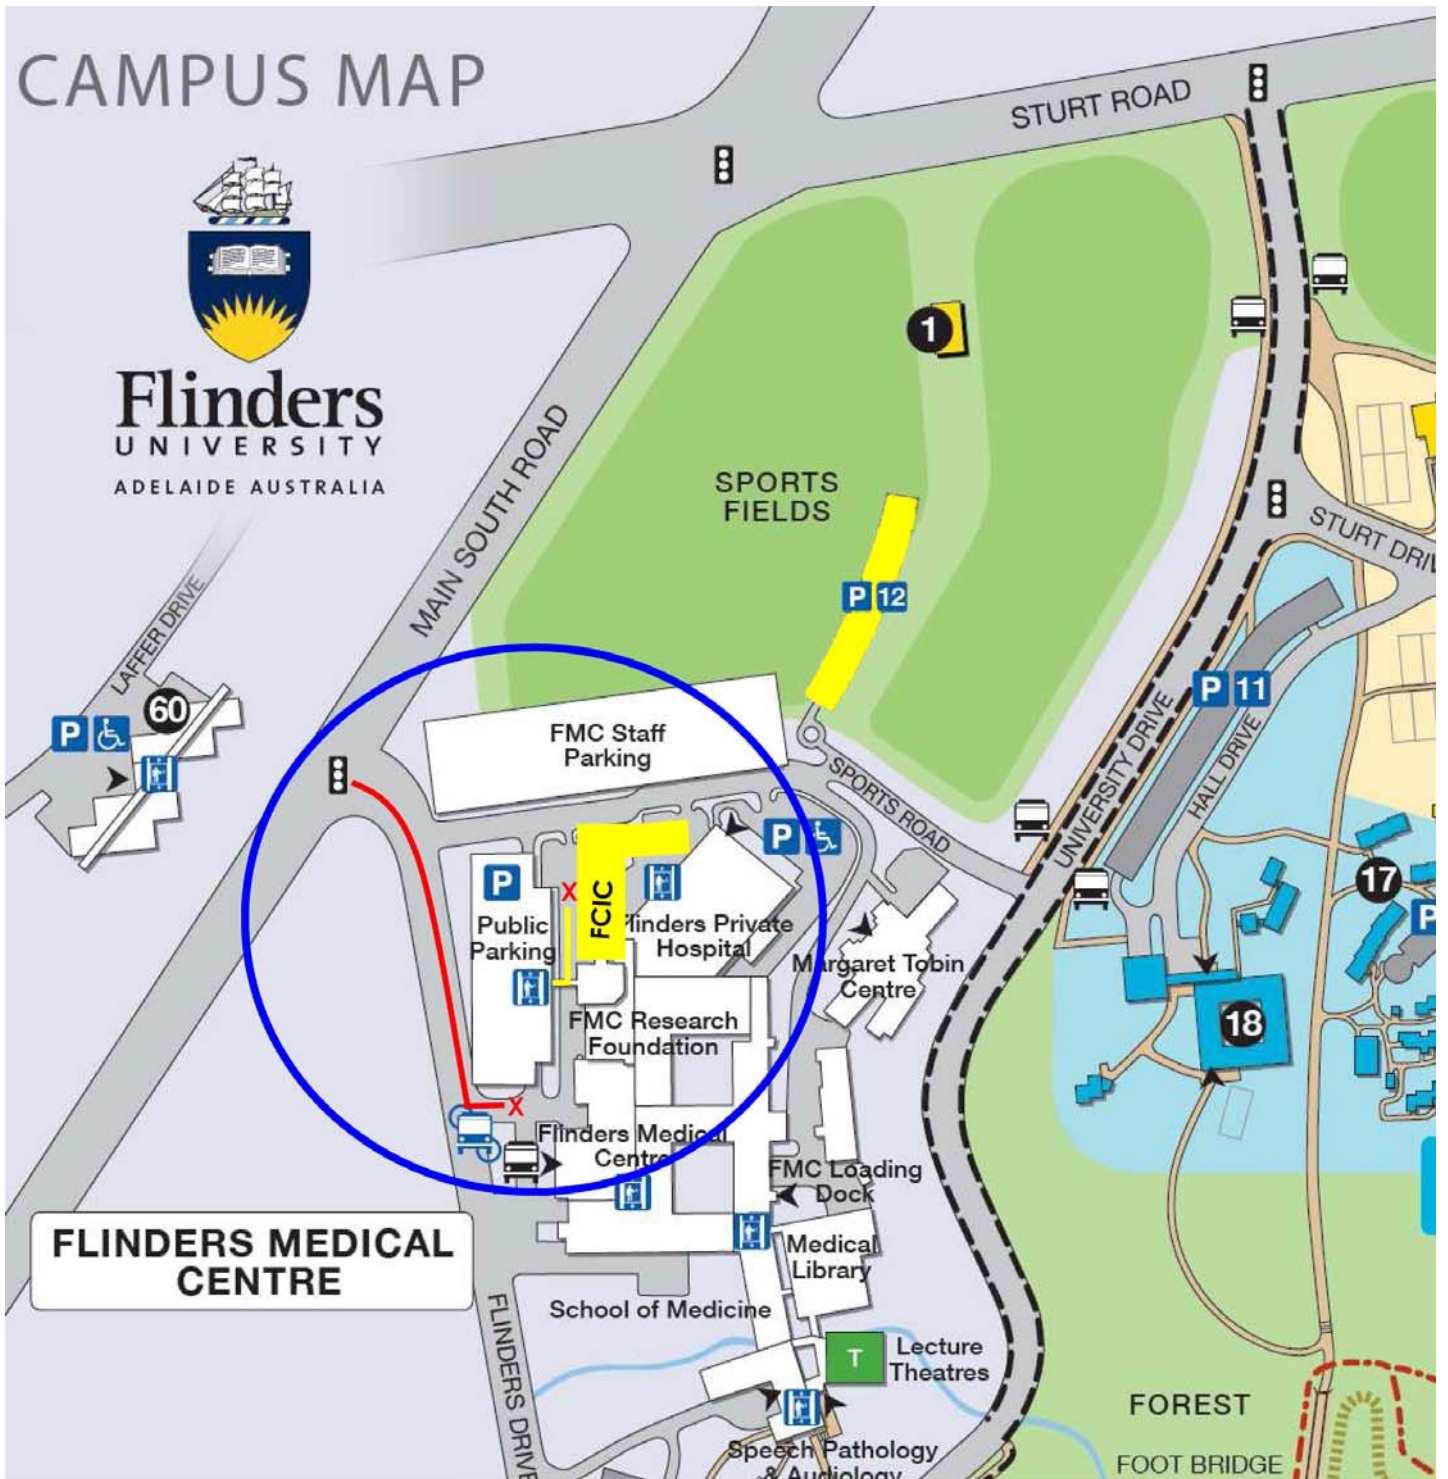 CAMPUS MAP
STURT ROAD
Flinders
UNIVERSITY
ADELAIDE AUSTRALIA
1
MAIN SOUTH ROAD
SPORTS
FIELDS
STURT DRIV
LAFFER DRIVE
P 12
60
P
P 11
UNIVERSITY DRIVE
HALL DRIVE
FMC Staff
Parking
SPORTS ROAD
P
P
X
FCIC
17
P
Public
Parking
Flinders Private
Hospital
Margaret Tobin
Centre
FMC Research
Foundation
18
X
Flinders Medical
Centre
FMC Loading
Dock
FLINDERS MEDICAL
CENTRE
Medical
Library
School of Medicine
FLINDERS DRIVE
T
Lecture
Theatres
FOREST
Speech Pathology
& Audiology
FOOT BRIDGE